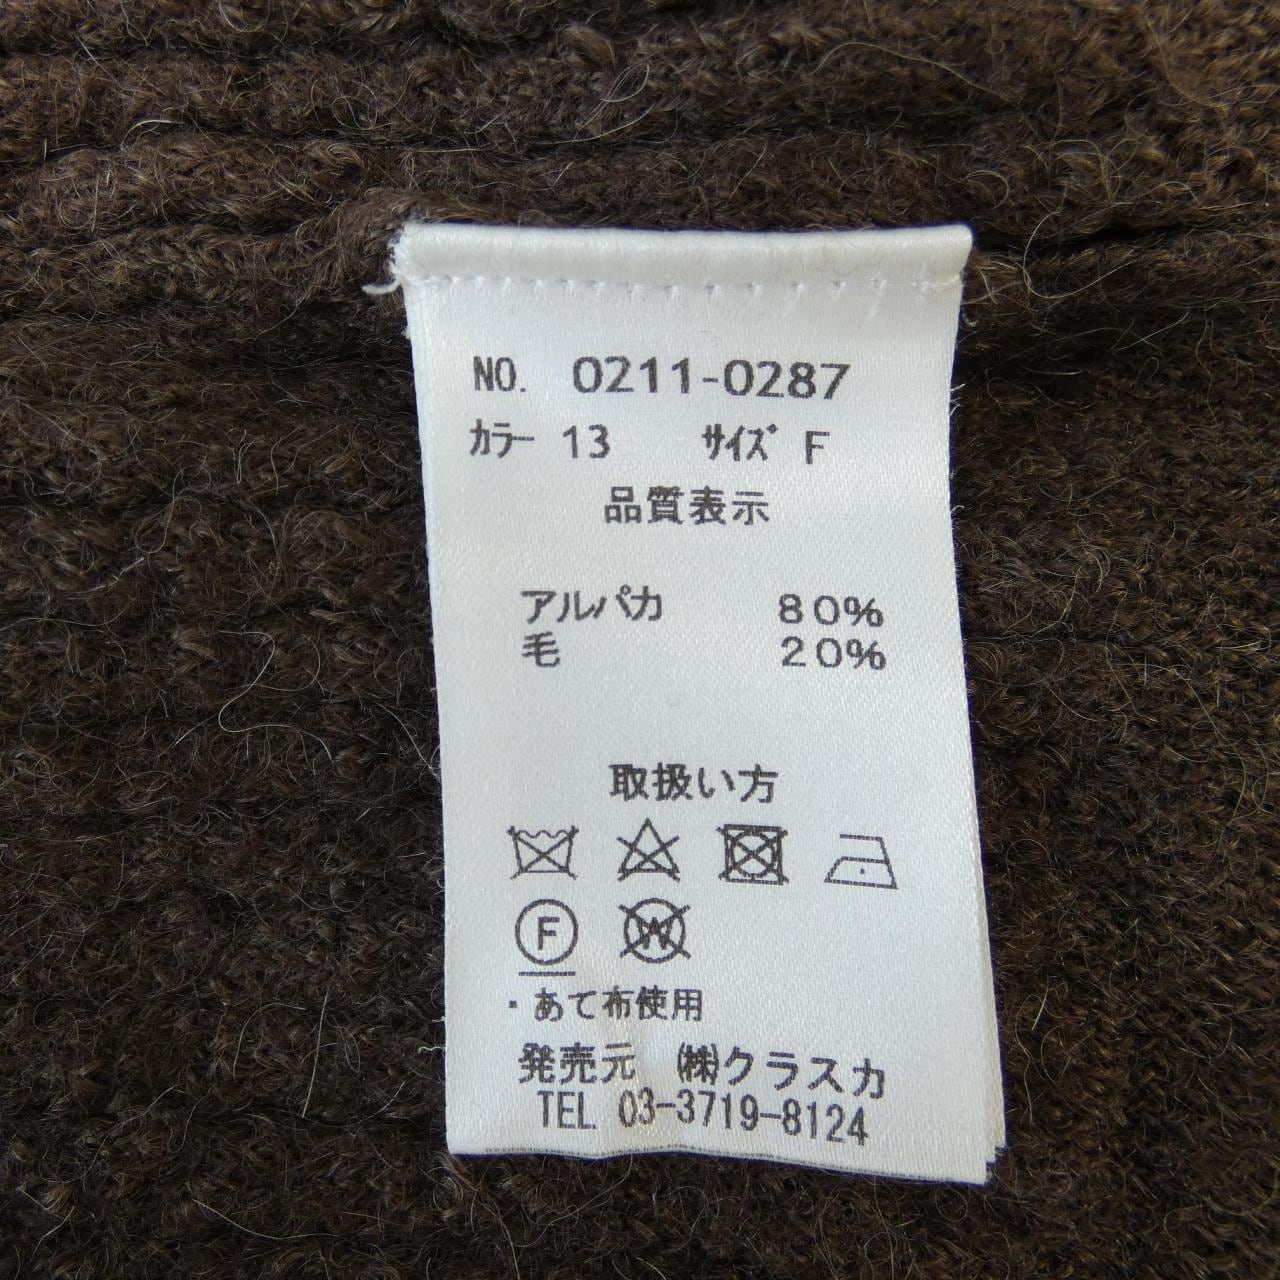 NO. 0211-0287
カラー 13 サイズ F
品質表示
アルパカ 80%
毛 20%
取扱い方
F W
・あて布使用
発売元 ㈱クラスカ
TEL 03-3719-8124